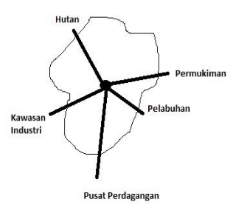 Hutan
Permukiman
Pelabuhan
Kawasan
Industri
Pusat Perdagangan